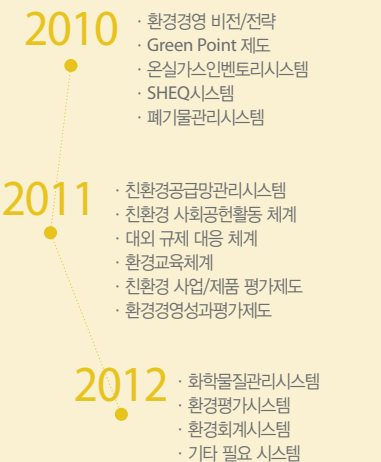 2010
· 환경경영 비전/전략
· Green Point 제도
· 온실가스인벤토리시스템
· SHEQ시스템
· 폐기물관리시스템
2011
· 친환경공급망관리시스템
· 친환경 사회공헌활동 체계
· 대외 규제 대응 체계
· 환경교육체계
· 친환경 사업/제품 평가제도
· 환경경영성과평가제도
2012
· 화학물질관리시스템
· 환경평가시스템
· 환경회계시스템
· 기타 필요 시스템